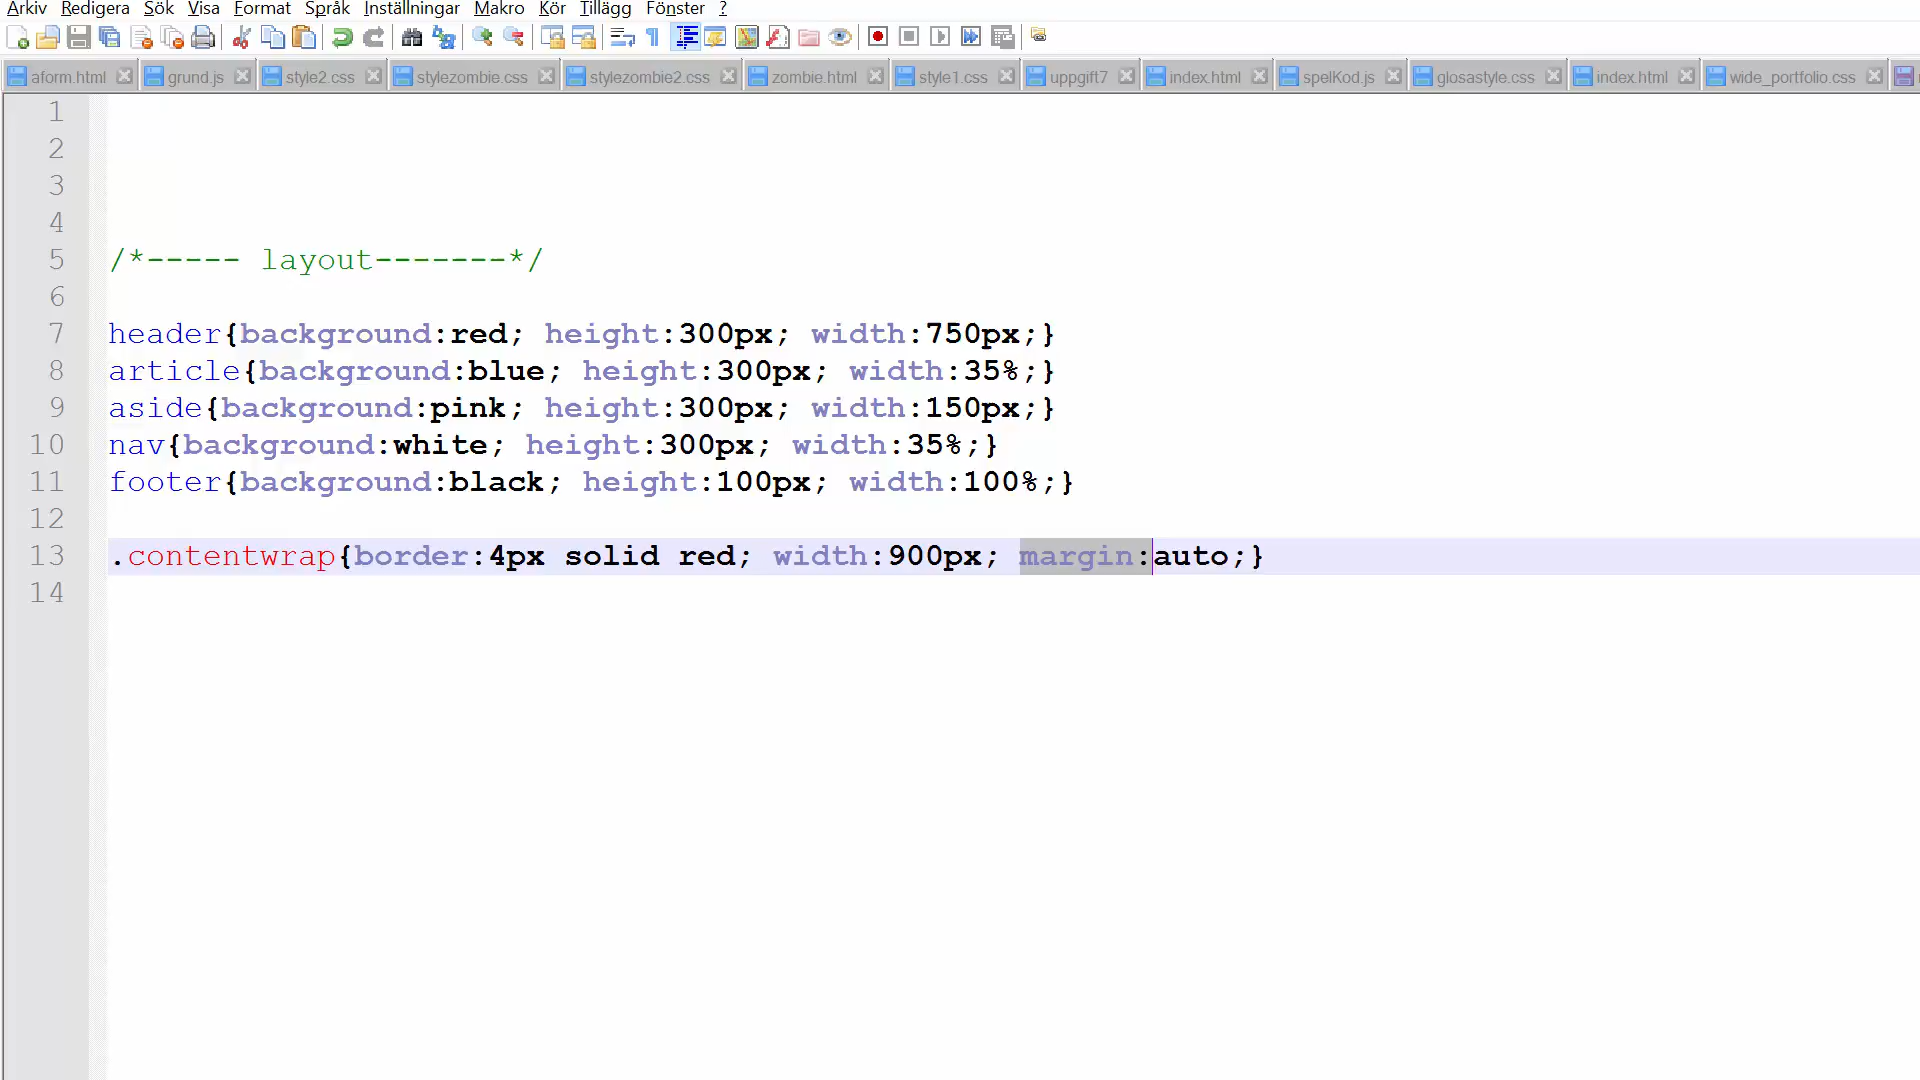 Arkiv Redigera Sök Visa Format Språk Inställningar Makro Kör Tillägg Fönster ?
aform.html grund.js style2.css stylezombie.css stylezombie2.css zombie.html style1.css uppgift7 index.html spelKod.js glosastyle.css index.html wide_portfolio.css
1
2
3
4
5 /*----- layout-------*/
6
7 header{background:red; height:300px; width:750px;}
8 article{background:blue; height:300px; width:35%;}
9 aside{background:pink; height:300px; width:150px;}
10 nav{background:white; height:300px; width:35%;}
11 footer{background:black; height:100px; width:100%;}
12
13 .contentwrap{border:4px solid red; width:900px; margin:auto;}
14